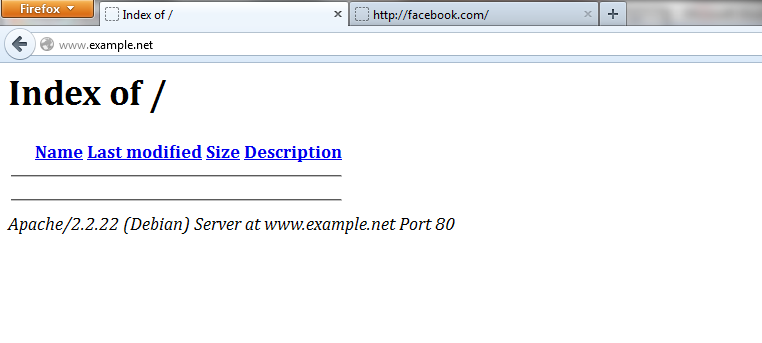 Firefox
Index of /
http://facebook.com/
www.example.net
Index of /
Name Last modified Size Description
Apache/2.2.22 (Debian) Server at www.example.net Port 80